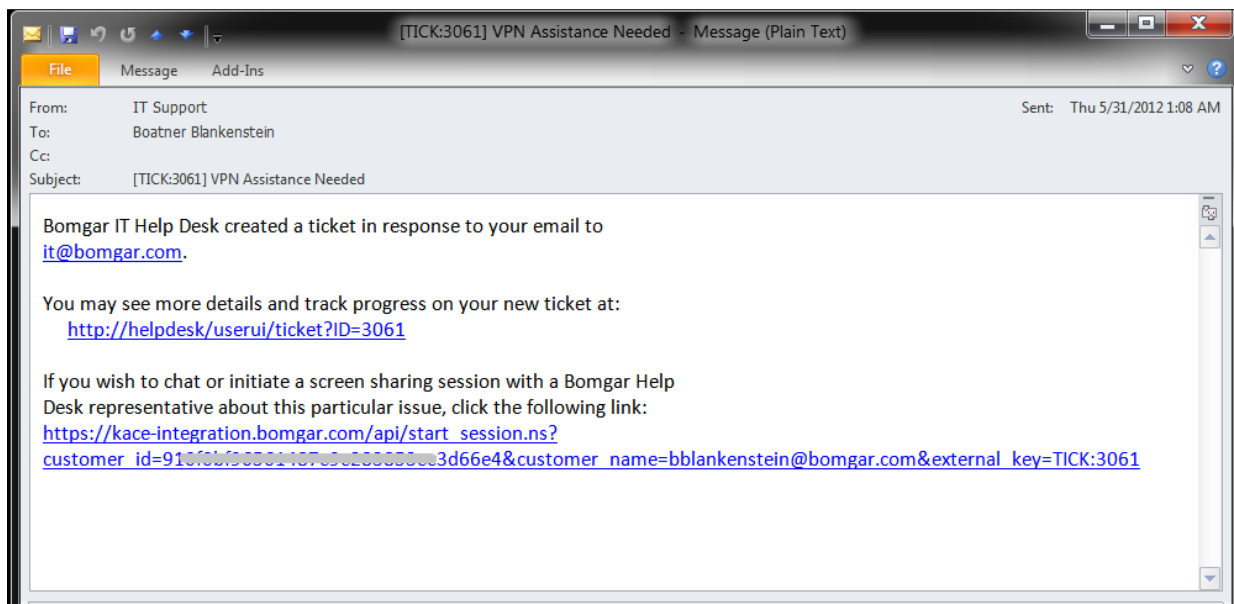 [TICK:3061] VPN Assistance Needed - Message (Plain Text)
File Message Add-Ins
From: IT Support Sent: Thu 5/31/2012 1:08 AM
To: Boatner Blankenstein
Cc:
Subject: [TICK:3061] VPN Assistance Needed
Bomgar IT Help Desk created a ticket in response to your email to
it@bomgar.com.
You may see more details and track progress on your new ticket at:
http://helpdesk/userui/ticket?ID=3061
If you wish to chat or initiate a screen sharing session with a Bomgar Help
Desk representative about this particular issue, click the following link:
https://kace-integration.bomgar.com/api/start_session.ns?
customer_id=91 3d66e4&customer_name=bblankenstein@bomgar.com&external_key=TICK:3061